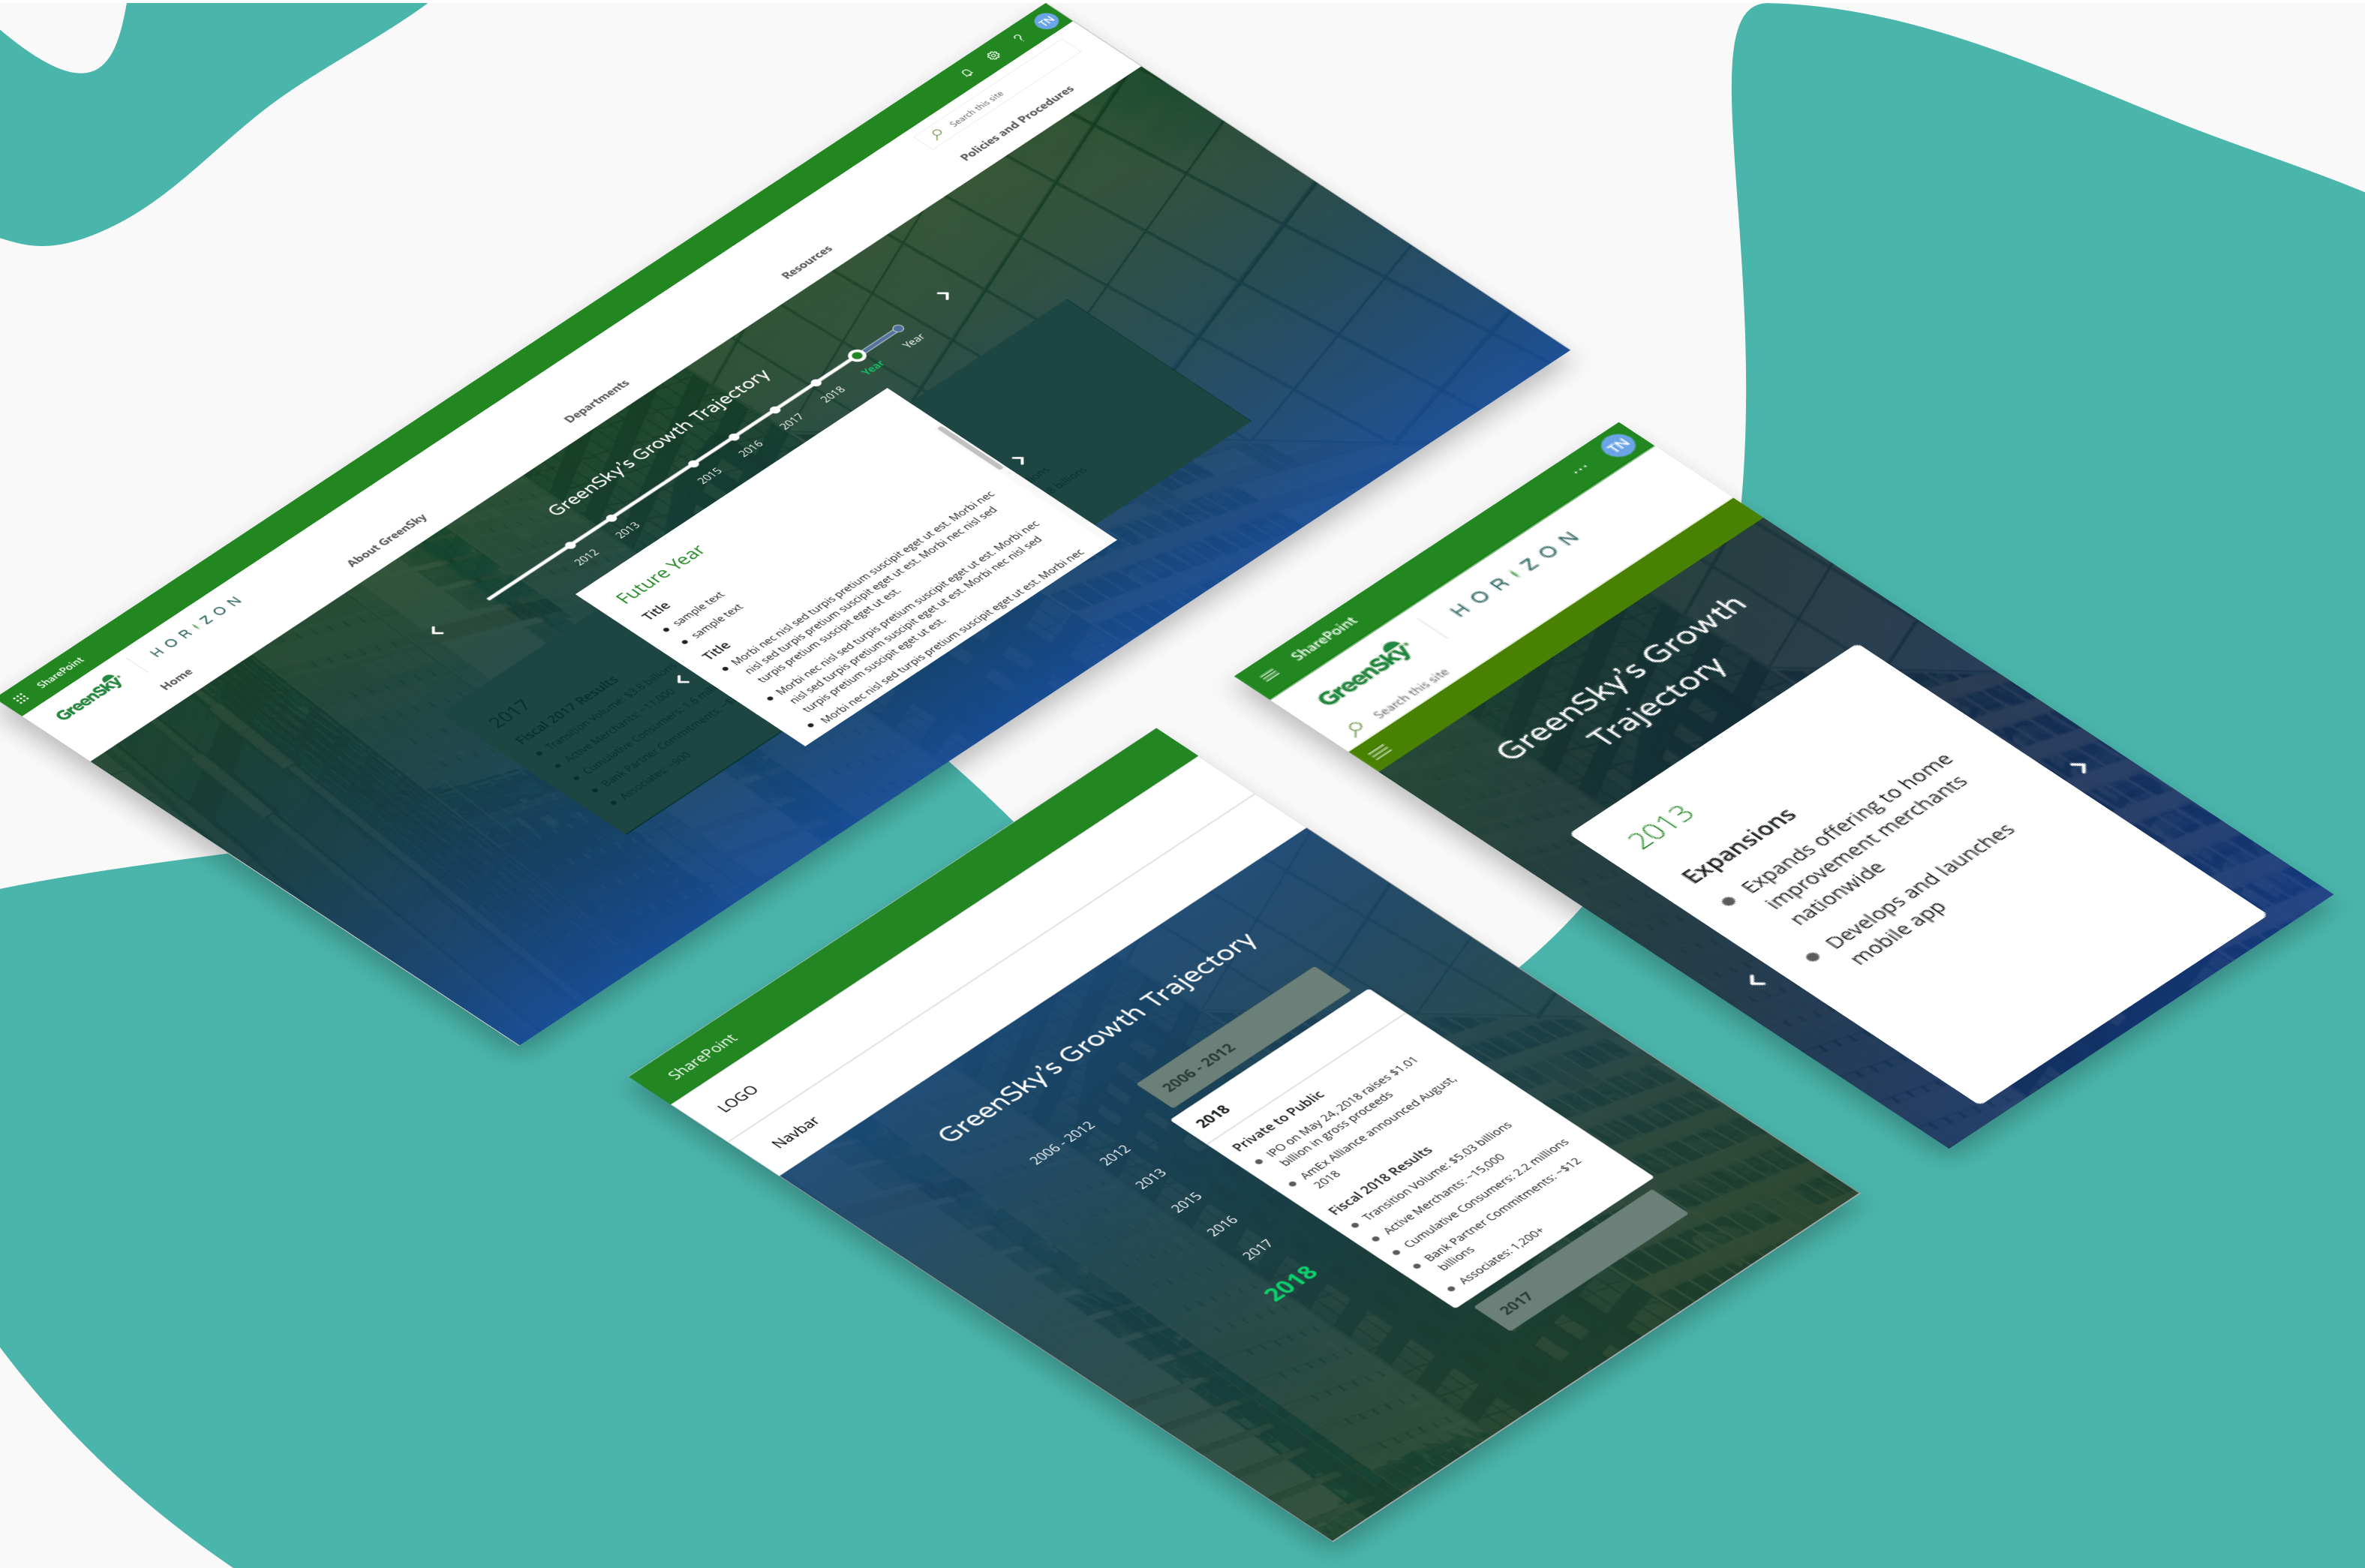 SharePoint
TN
GreenSky
HORIZON
Search this site
Home
About GreenSky
Departments
Resources
Policies and Procedures
GreenSky's Growth Trajectory
2012
2013
2015
2016
2017
2018
Year
Year
Future Year
Title
sample text
sample text
Title
Morbi nec nisl sed turpis pretium suscipit eget ut est. Morbi nec
nisl sed turpis pretium suscipit eget ut est. Morbi nec nisl sed
turpis pretium suscipit eget ut est.
Morbi nec nisl sed turpis pretium suscipit eget ut est. Morbi nec
nisl sed turpis pretium suscipit eget ut est. Morbi nec nisl sed
turpis pretium suscipit eget ut est.
Morbi nec nisl sed turpis pretium suscipit eget ut est. Morbi nec
2017
Fiscal 2017 Results
Transition Volume: $3.8 billion
Active Merchants: ~11,000
Cumulative Consumers: 1.6
Bank Partner Commitments:
Associates: ~900
billions
SharePoint
TN
GreenSky
HORIZON
Search this site
GreenSky's Growth
Trajectory
2013
Expansions
Expands offering to home
improvement merchants
nationwide
Develops and launches
mobile app
SharePoint
LOGO
Navbar
GreenSky's Growth Trajectory
2006 - 2012
2012
2013
2015
2016
2017
2018
2006 - 2012
2018
Private to Public
IPO on May 24, 2018 raises $1.01
billion in gross proceeds
AmEx Alliance announced August,
2018
Fiscal 2018 Results
Transition Volume: $5.03 billions
Active Merchants: ~15,000
Cumulative Consumers: 2.2 millions
Bank Partner Commitments: ~$12
billions
Associates: 1,200+
2017